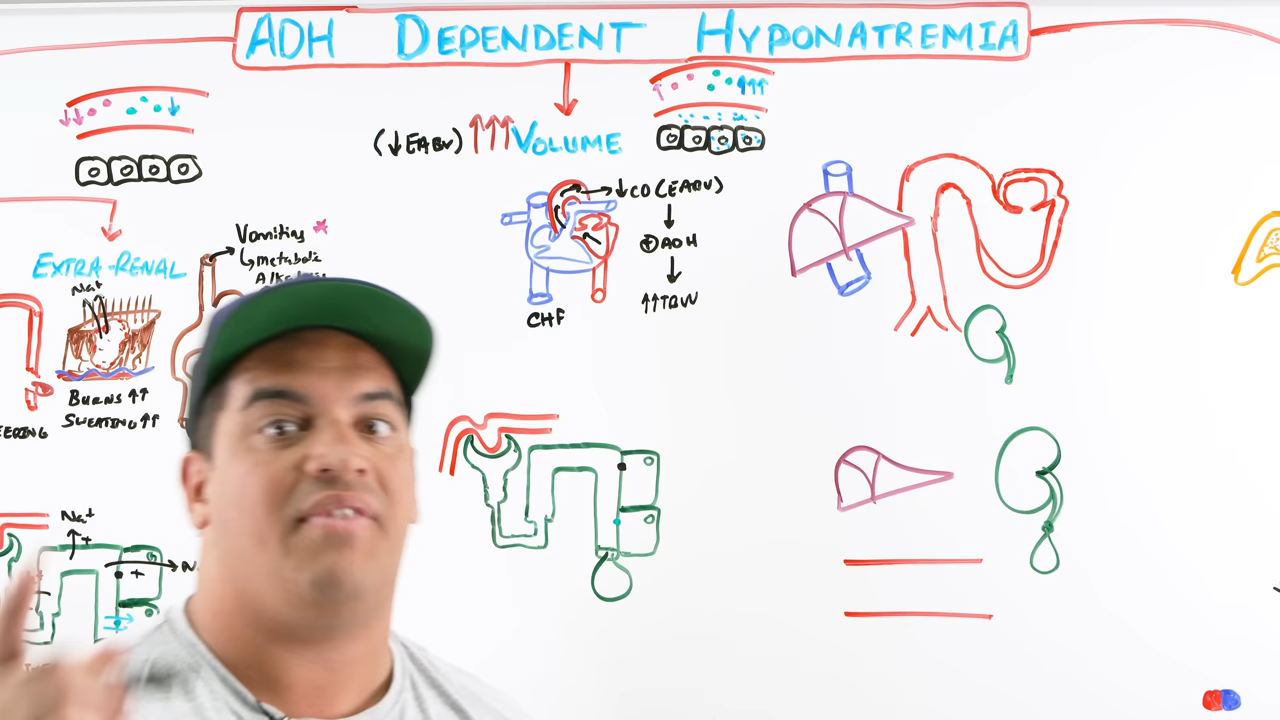 ADH DEPENDENT HYPONATREMIA
(↓EABV) ↑↑↑ VOLUME
↓CO (EABV)
⊕ADH
↑↑TBW
CHF
Vomiting *
↳metabolic
EXTRA-RENAL
Na+
BURNS ↑↑
SWEATING ↑↑
Na+
+
+